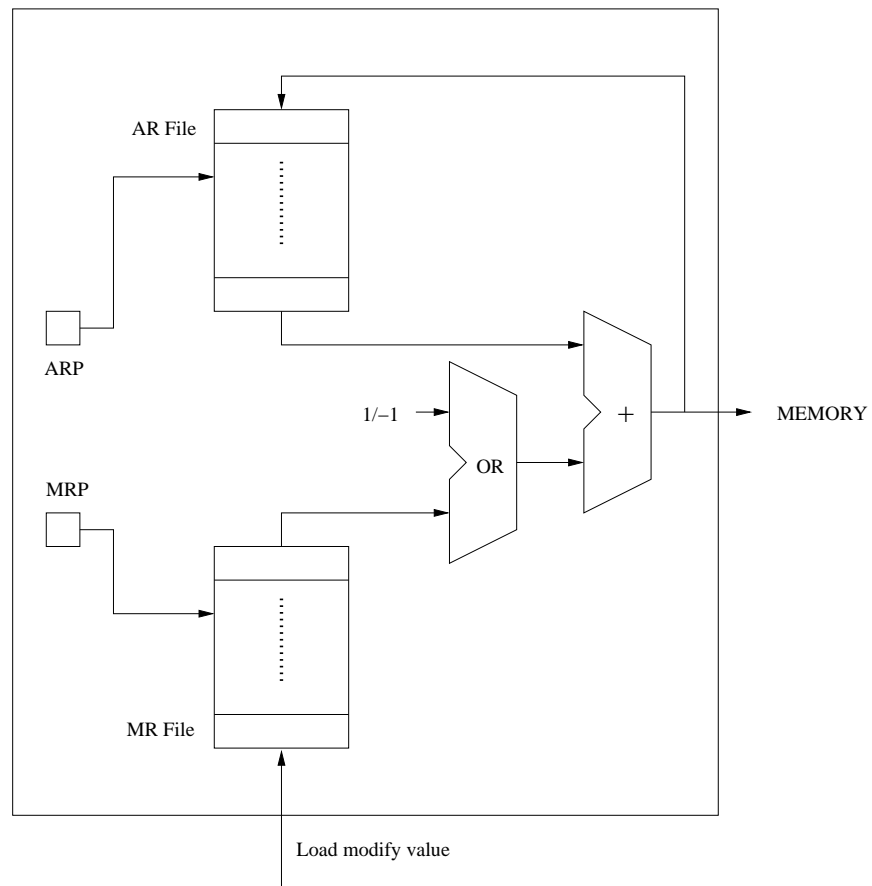 AR File
ARP
1/−1
+
MEMORY
OR
MRP
MR File
Load modify value